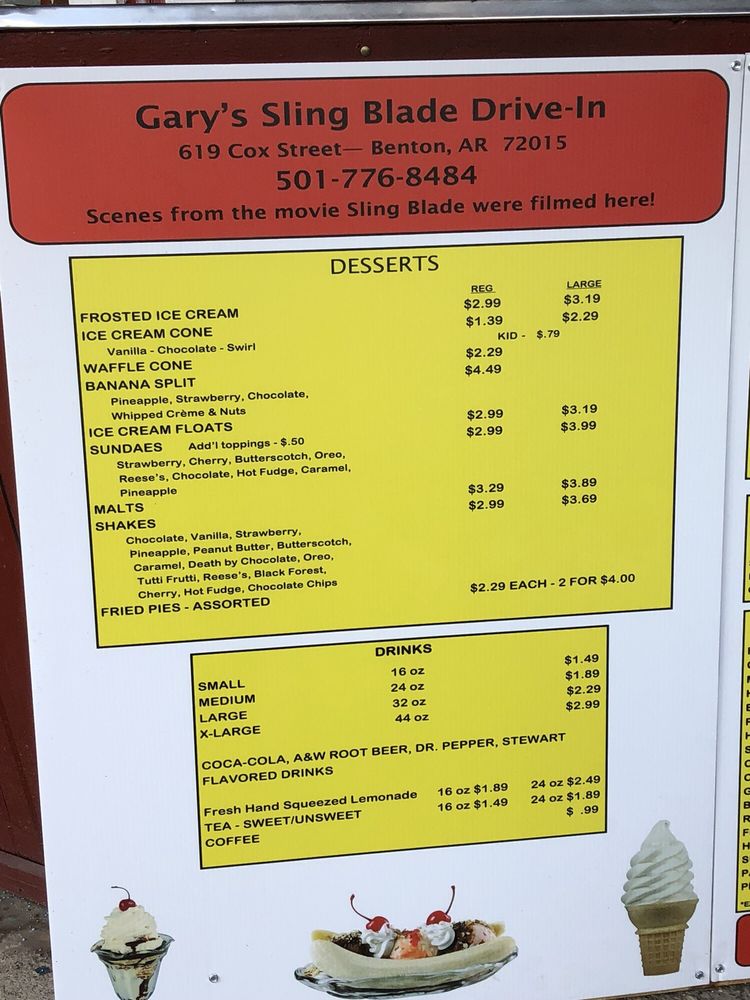 Gary's Sling Blade Drive-In
619 Cox Street— Benton, AR 72015
501-776-8484
Scenes from the movie Sling Blade were filmed here!
DESSERTS
REG LARGE
FROSTED ICE CREAM $2.99 $3.19
ICE CREAM CONE $1.39 $2.29
Vanilla - Chocolate - Swirl KID - $.79
WAFFLE CONE $2.29
BANANA SPLIT $4.49
Pineapple, Strawberry, Chocolate,
Whipped Crème & Nuts
ICE CREAM FLOATS $2.99 $3.19
SUNDAES Add'l toppings - $.50 $2.99 $3.99
Strawberry, Cherry, Butterscotch, Oreo,
Reese's, Chocolate, Hot Fudge, Caramel,
Pineapple
MALTS $3.29 $3.89
SHAKES $2.99 $3.69
Chocolate, Vanilla, Strawberry,
Pineapple, Peanut Butter, Butterscotch,
Caramel, Death by Chocolate, Oreo,
Tutti Frutti, Reese's, Black Forest,
Cherry, Hot Fudge, Chocolate Chips
FRIED PIES - ASSORTED $2.29 EACH - 2 FOR $4.00
DRINKS
SMALL 16 oz $1.49
MEDIUM 24 oz $1.89
LARGE 32 oz $2.29
X-LARGE 44 oz $2.99
COCA-COLA, A&W ROOT BEER, DR. PEPPER, STEWART
FLAVORED DRINKS
Fresh Hand Squeezed Lemonade 16 oz $1.89 24 oz $2.49
TEA - SWEET/UNSWEET 16 oz $1.49 24 oz $1.89
COFFEE $ .99